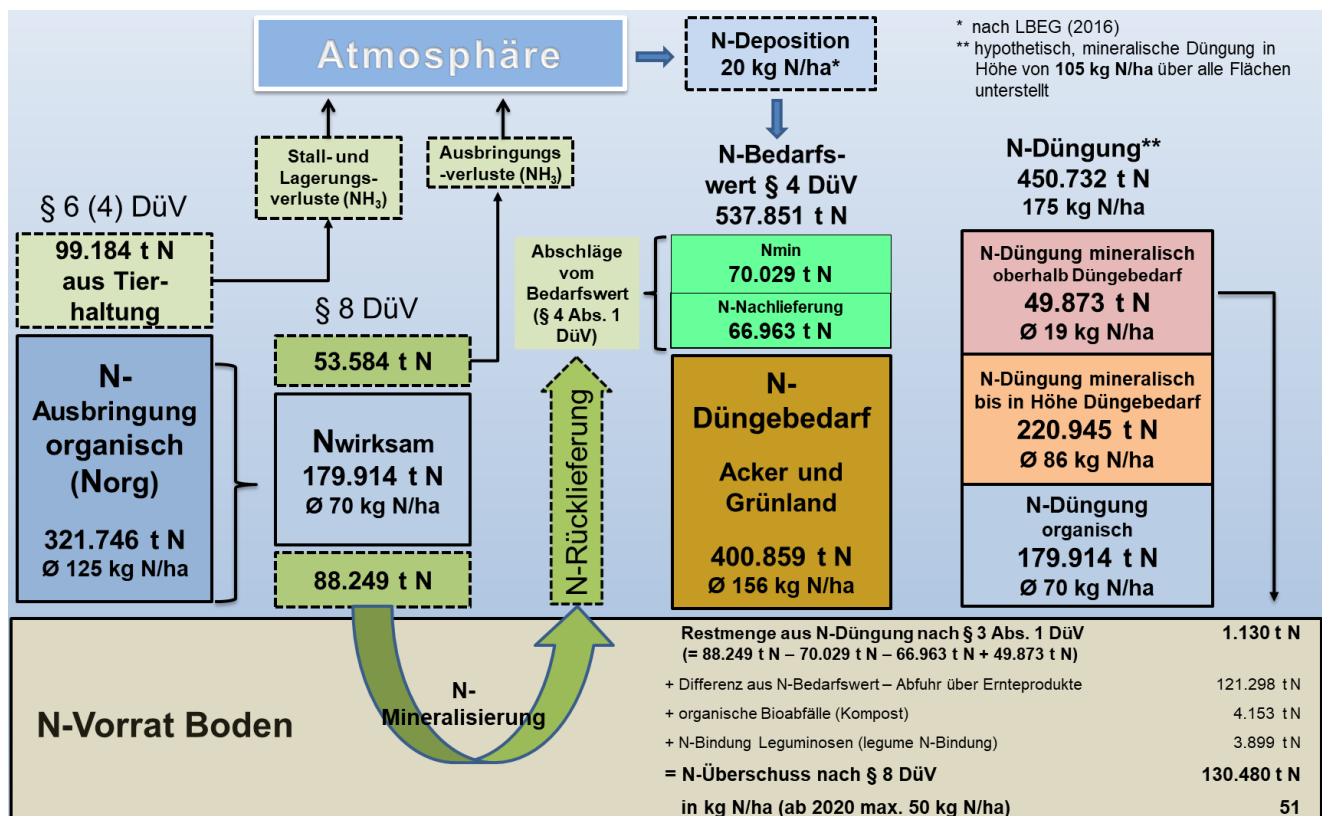 Atmosphäre
N-Deposition
20 kg N/ha*
* nach LBEG (2016)
** hypothetisch, mineralische Düngung in
Höhe von 105 kg N/ha über alle Flächen
unterstellt
Stall- und
Lagerungs-
verluste (NH₃)
Ausbringungs
-verluste (NH₃)
§ 6 (4) DüV
99.184 t N
aus Tier-
haltung
N-
Ausbringung
organisch
(Norg)
321.746 t N
Ø 125 kg N/ha
§ 8 DüV
53.584 t N
Nwirksam
179.914 t N
Ø 70 kg N/ha
88.249 t N
Abschläge
vom
Bedarfswert
(§ 4 Abs. 1
DüV)
N-Rücklieferung
N-Bedarfs-
wert § 4 DüV
537.851 t N
Nmin
70.029 t N
N-Nachlieferung
66.963 t N
N-
Düngebedarf
Acker und
Grünland
400.859 t N
Ø 156 kg N/ha
N-Düngung**
450.732 t N
175 kg N/ha
N-Düngung mineralisch
oberhalb Düngebedarf
49.873 t N
Ø 19 kg N/ha
N-Düngung mineralisch
bis in Höhe Düngebedarf
220.945 t N
Ø 86 kg N/ha
N-Düngung
organisch
179.914 t N
Ø 70 kg N/ha
N-Vorrat Boden
N-
Mineralisierung
Restmenge aus N-Düngung nach § 3 Abs. 1 DüV 1.130 t N
(= 88.249 t N – 70.029 t N – 66.963 t N + 49.873 t N)
+ Differenz aus N-Bedarfswert – Abfuhr über Ernteprodukte 121.298 t N
+ organische Bioabfälle (Kompost) 4.153 t N
+ N-Bindung Leguminosen (legume N-Bindung) 3.899 t N
= N-Überschuss nach § 8 DüV 130.480 t N
in kg N/ha (ab 2020 max. 50 kg N/ha) 51